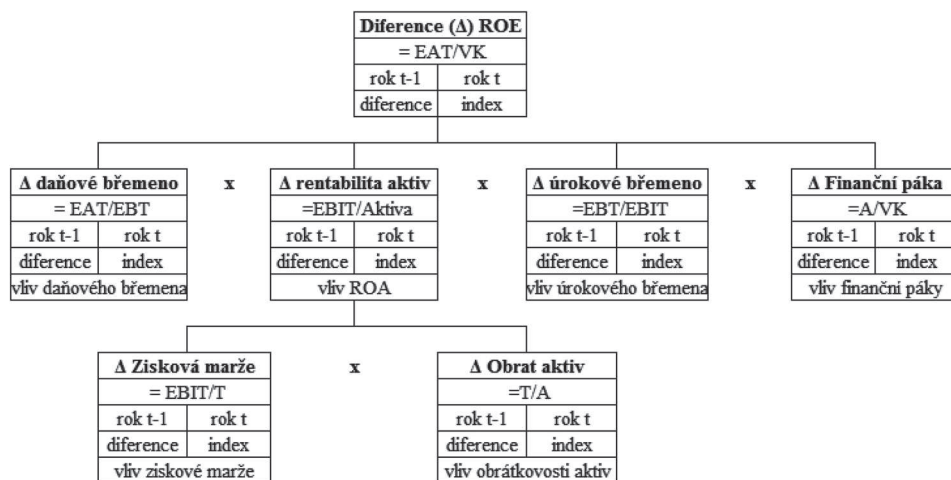 Diference (Δ) ROE
= EAT/VK
rok t-1 rok t
diference index
Δ daňové břemeno x Δ rentabilita aktiv x Δ úrokové břemeno x Δ Finanční páka
= EAT/EBT =EBIT/Aktiva =EBT/EBIT =A/VK
rok t-1 rok t rok t-1 rok t rok t-1 rok t rok t-1 rok t
diference index diference index diference index diference index
vliv daňového břemena vliv ROA vliv úrokového břemena vliv finanční páky
Δ Zisková marže x Δ Obrat aktiv
= EBIT/T =T/A
rok t-1 rok t rok t-1 rok t
diference index diference index
vliv ziskové marže vliv obrátkovosti aktiv